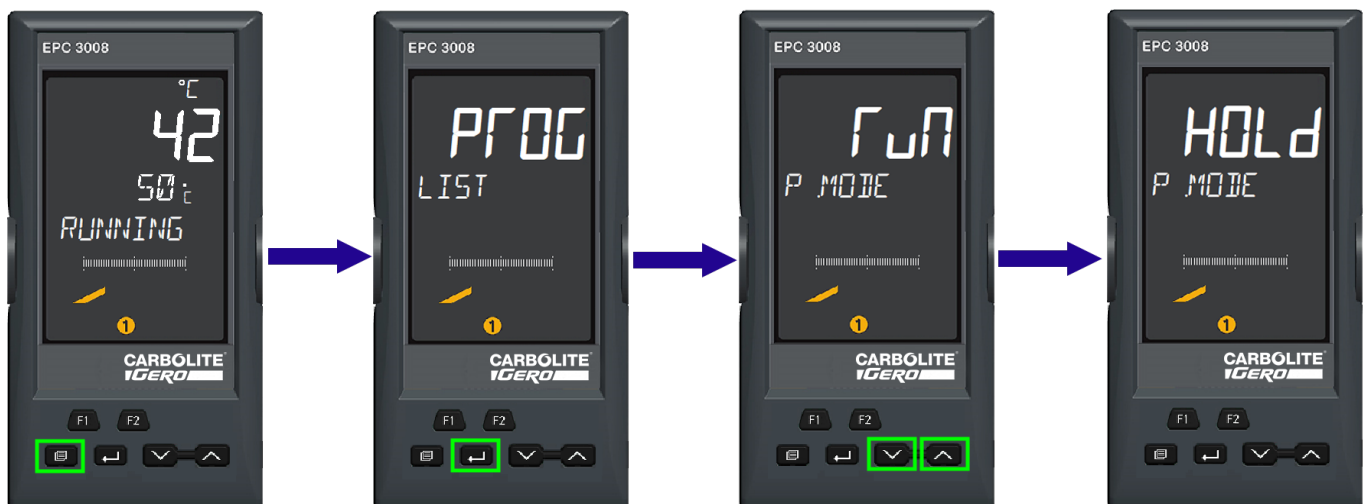 EPC 3008
°C
42
50°C
RUNNING
1
CARBOLITE
GERO
F1 F2
EPC 3008
PrOG
LIST
1
CARBOLITE
GERO
F1 F2
EPC 3008
ruN
P.MODE
1
CARBOLITE
GERO
F1 F2
EPC 3008
HOLd
P.MODE
1
CARBOLITE
GERO
F1 F2